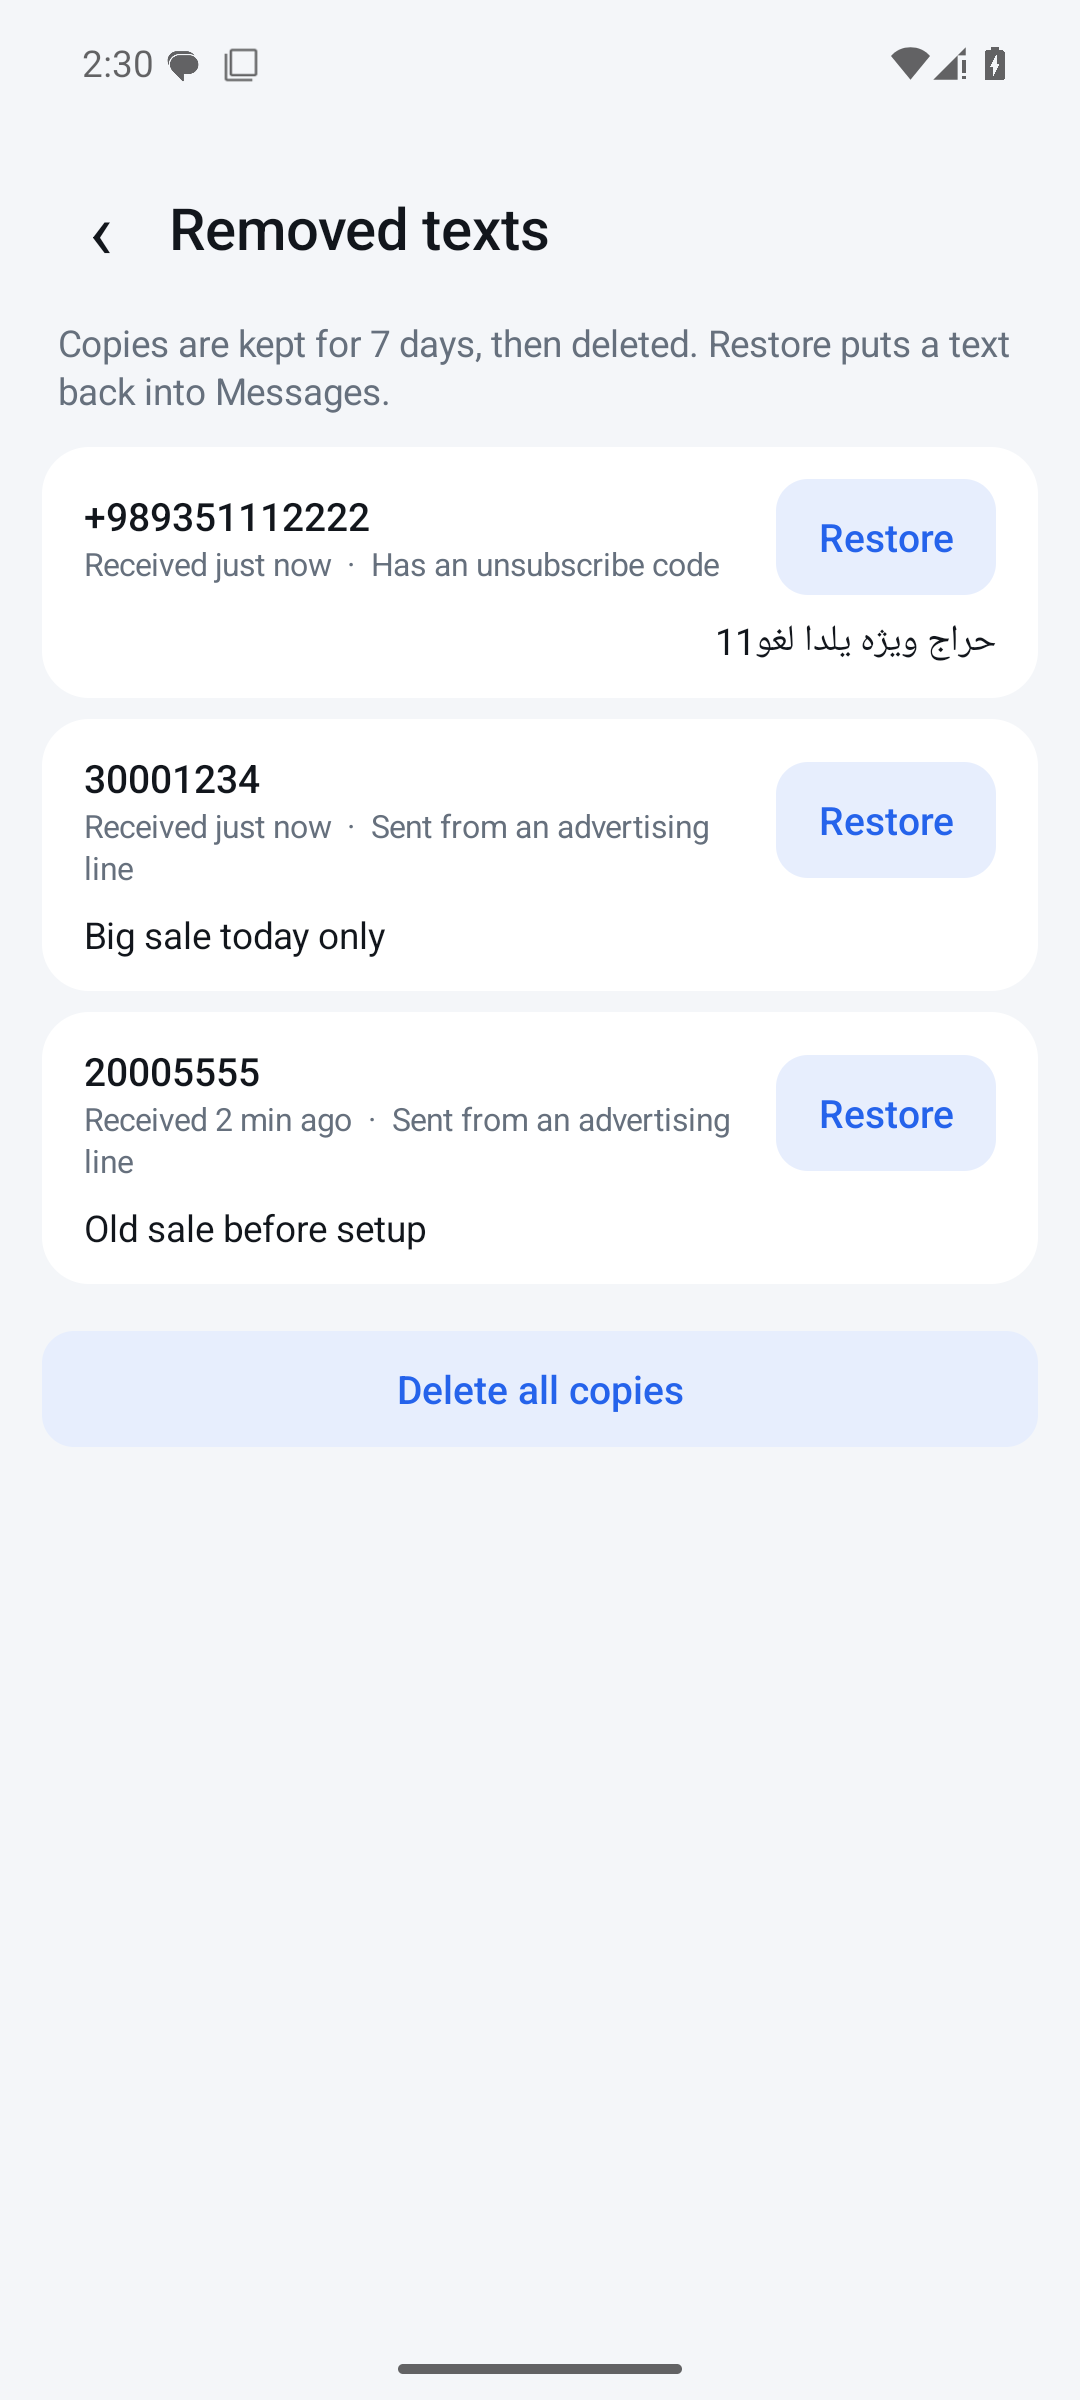 2:30
‹ Removed texts
Copies are kept for 7 days, then deleted. Restore puts a text
back into Messages.
+989351112222
Received just now · Has an unsubscribe code
Restore
حراج ویژه یلدا لغو11
30001234
Received just now · Sent from an advertising
line
Restore
Big sale today only
20005555
Received 2 min ago · Sent from an advertising
line
Restore
Old sale before setup
Delete all copies